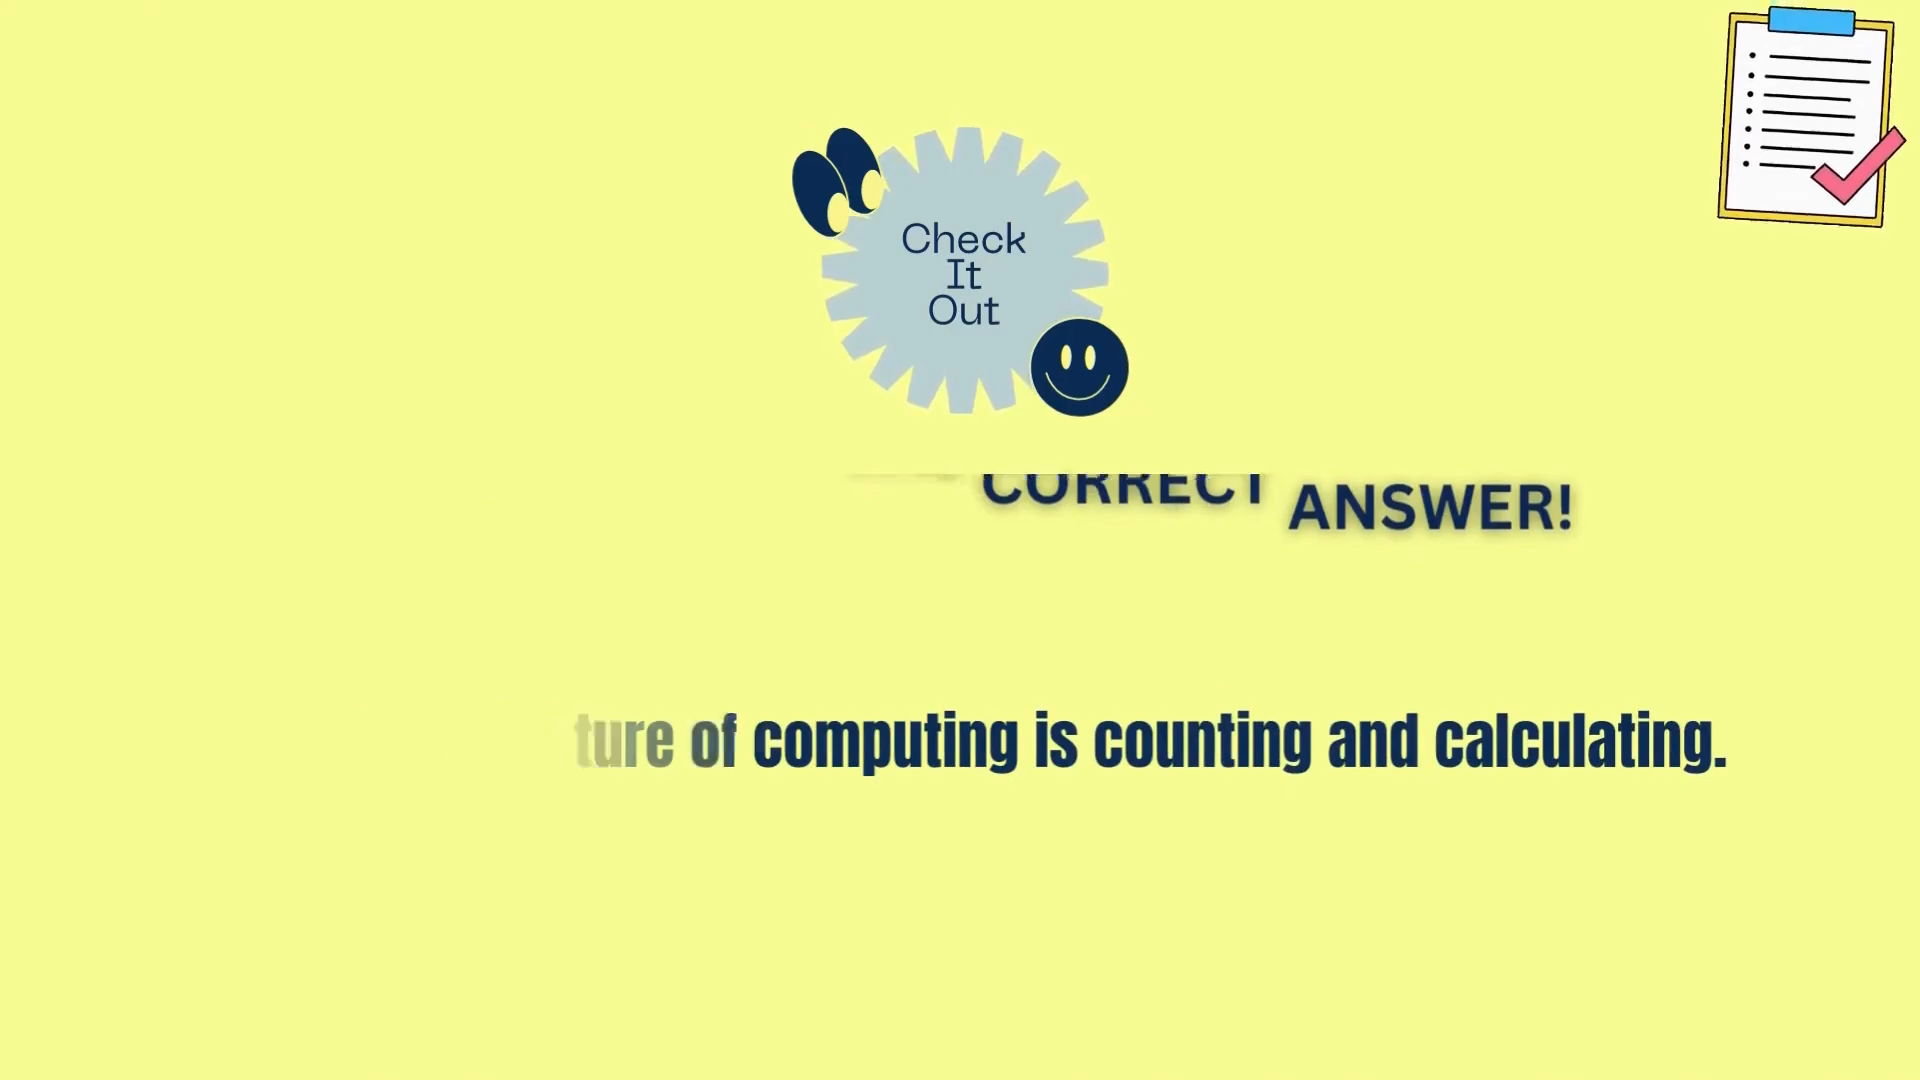 Check
It
Out
CORRECT ANSWER!
ture of computing is counting and calculating.